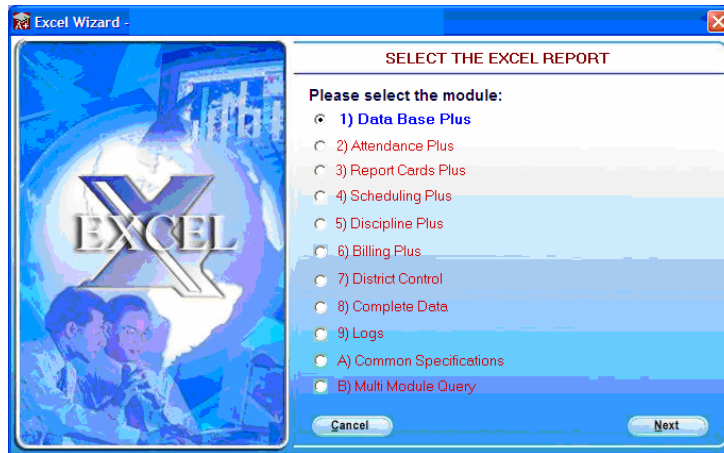 Excel Wizard -
SELECT THE EXCEL REPORT
Please select the module:
1) Data Base Plus
2) Attendance Plus
3) Report Cards Plus
4) Scheduling Plus
5) Discipline Plus
6) Billing Plus
7) District Control
8) Complete Data
9) Logs
A) Common Specifications
B) Multi Module Query
X
EXCEL
Cancel
Next